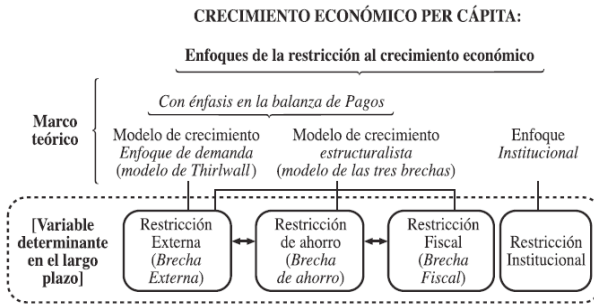 CRECIMIENTO ECONÓMICO PER CÁPITA:
Enfoques de la restricción al crecimiento económico
Con énfasis en la balanza de Pagos
Marco
teórico
Modelo de crecimiento
Enfoque de demanda
(modelo de Thirlwall)
Modelo de crecimiento
estructuralista
(modelo de las tres brechas)
Enfoque
Institucional
[Variable
determinante
en el largo
plazo]
Restricción
Externa
(Brecha
Externa)
Restricción
de ahorro
(Brecha
de ahorro)
Restricción
Fiscal
(Brecha
Fiscal)
Restricción
Institucional